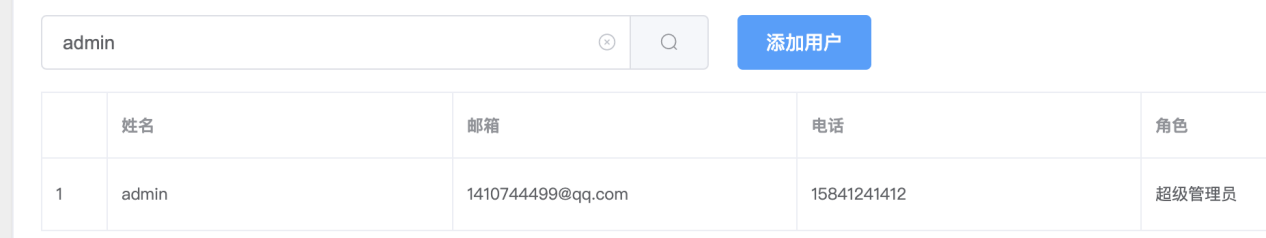 admin 添加用户
姓名 邮箱 电话 角色
1 admin 1410744499@qq.com 15841241412 超级管理员